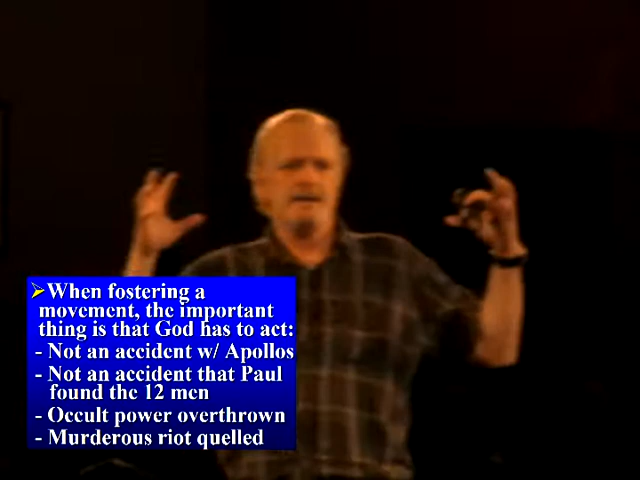 ➢When fostering a
movement, the important
thing is that God has to act:
- Not an accident w/ Apollos
- Not an accident that Paul
found the 12 men
- Occult power overthrown
- Murderous riot quelled